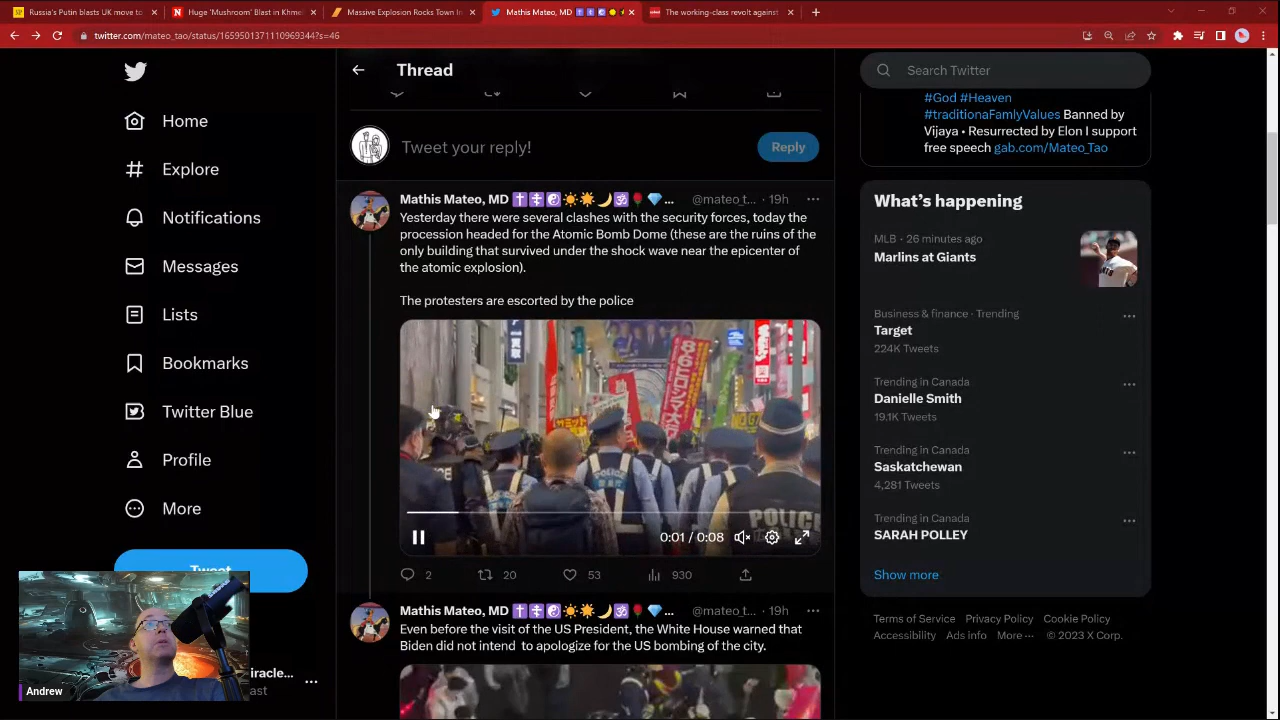 Russia's Putin blasts UK move to
Huge 'Mushroom' Blast in Khme
Massive Explosion Rocks Town In
Mathis Mateo, MD
The working-class revolt against
twitter.com/mateo_tao/status/1659501371110969344?s=46
Home
Explore
Notifications
Messages
Lists
Bookmarks
Twitter Blue
Profile
More
Tweet
iracle...
ast
Andrew
Thread
Tweet your reply!
Reply
Mathis Mateo, MD ... @mateo_t... · 19h
Yesterday there were several clashes with the security forces, today the
procession headed for the Atomic Bomb Dome (these are the ruins of the
only building that survived under the shock wave near the epicenter of
the atomic explosion).
The protesters are escorted by the police
POLICE
POLICE
0:01 / 0:08
2 20 53 930
Mathis Mateo, MD ... @mateo_t... · 19h
Even before the visit of the US President, the White House warned that
Biden did not intend to apologize for the US bombing of the city.
Search Twitter
#God #Heaven
#traditionaFamlyValues Banned by
Vijaya • Resurrected by Elon I support
free speech gab.com/Mateo_Tao
What's happening
MLB · 26 minutes ago
Marlins at Giants
Business & finance · Trending
Target
224K Tweets
Trending in Canada
Danielle Smith
19.1K Tweets
Trending in Canada
Saskatchewan
4,281 Tweets
Trending in Canada
SARAH POLLEY
Show more
Terms of Service Privacy Policy Cookie Policy
Accessibility Ads info More ··· © 2023 X Corp.